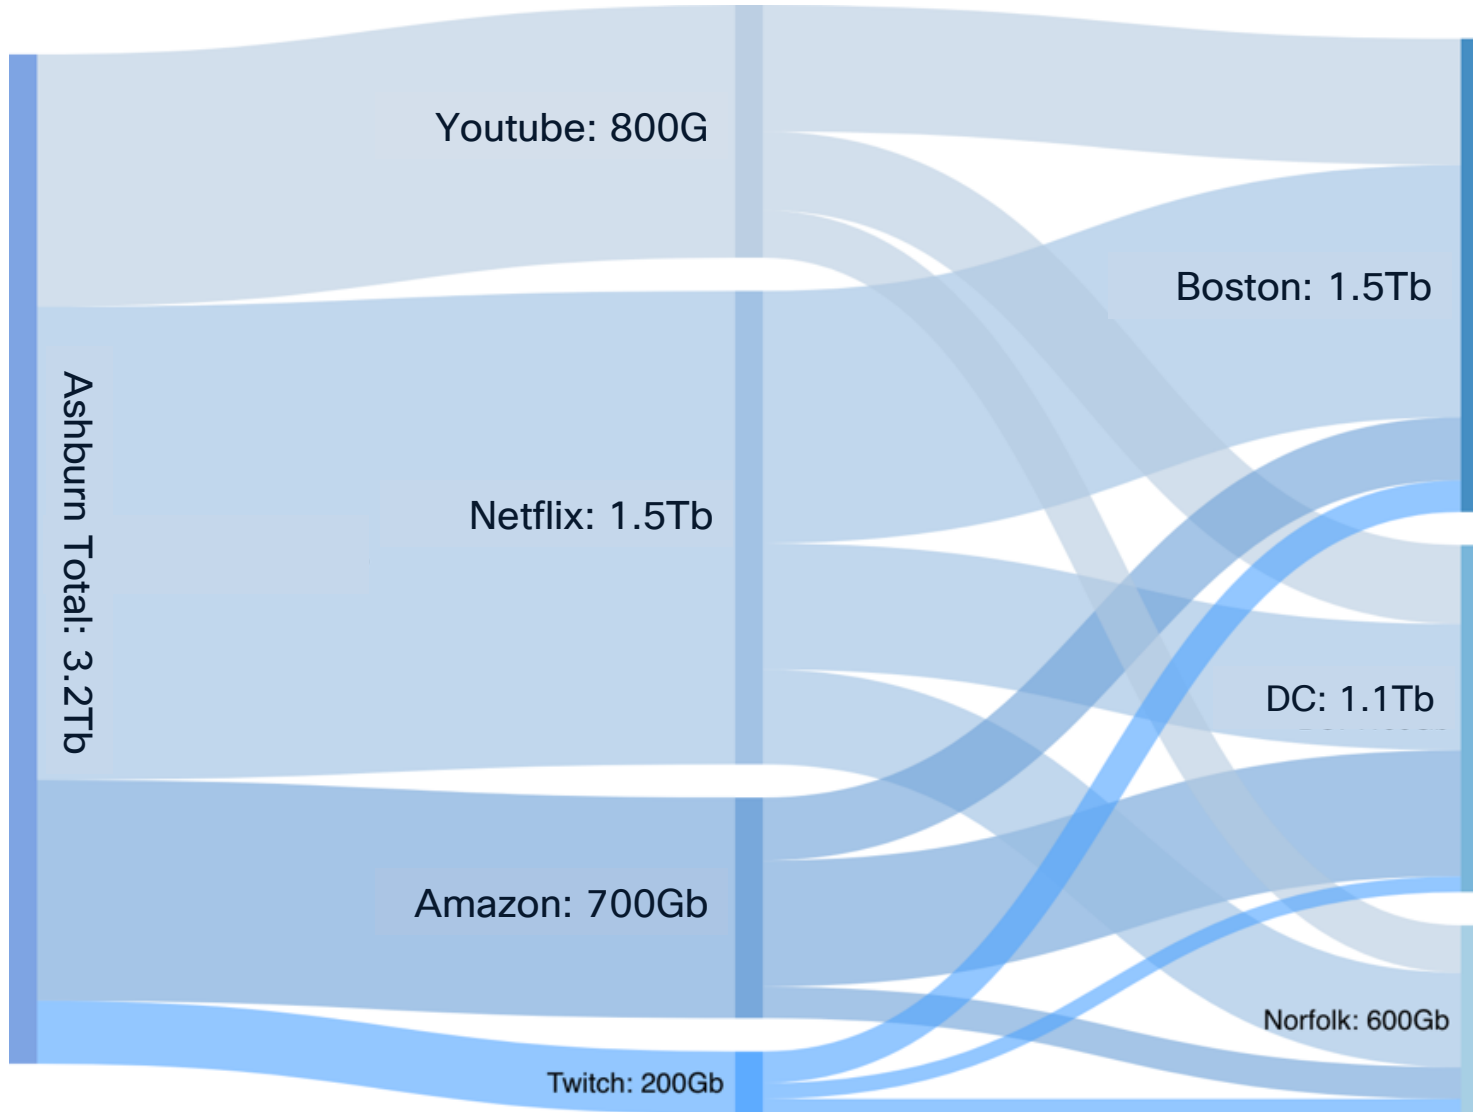 Youtube: 800G
Boston: 1.5Tb
Ashburn Total: 3.2Tb
Netflix: 1.5Tb
DC: 1.1Tb
Amazon: 700Gb
Norfolk: 600Gb
Twitch: 200Gb